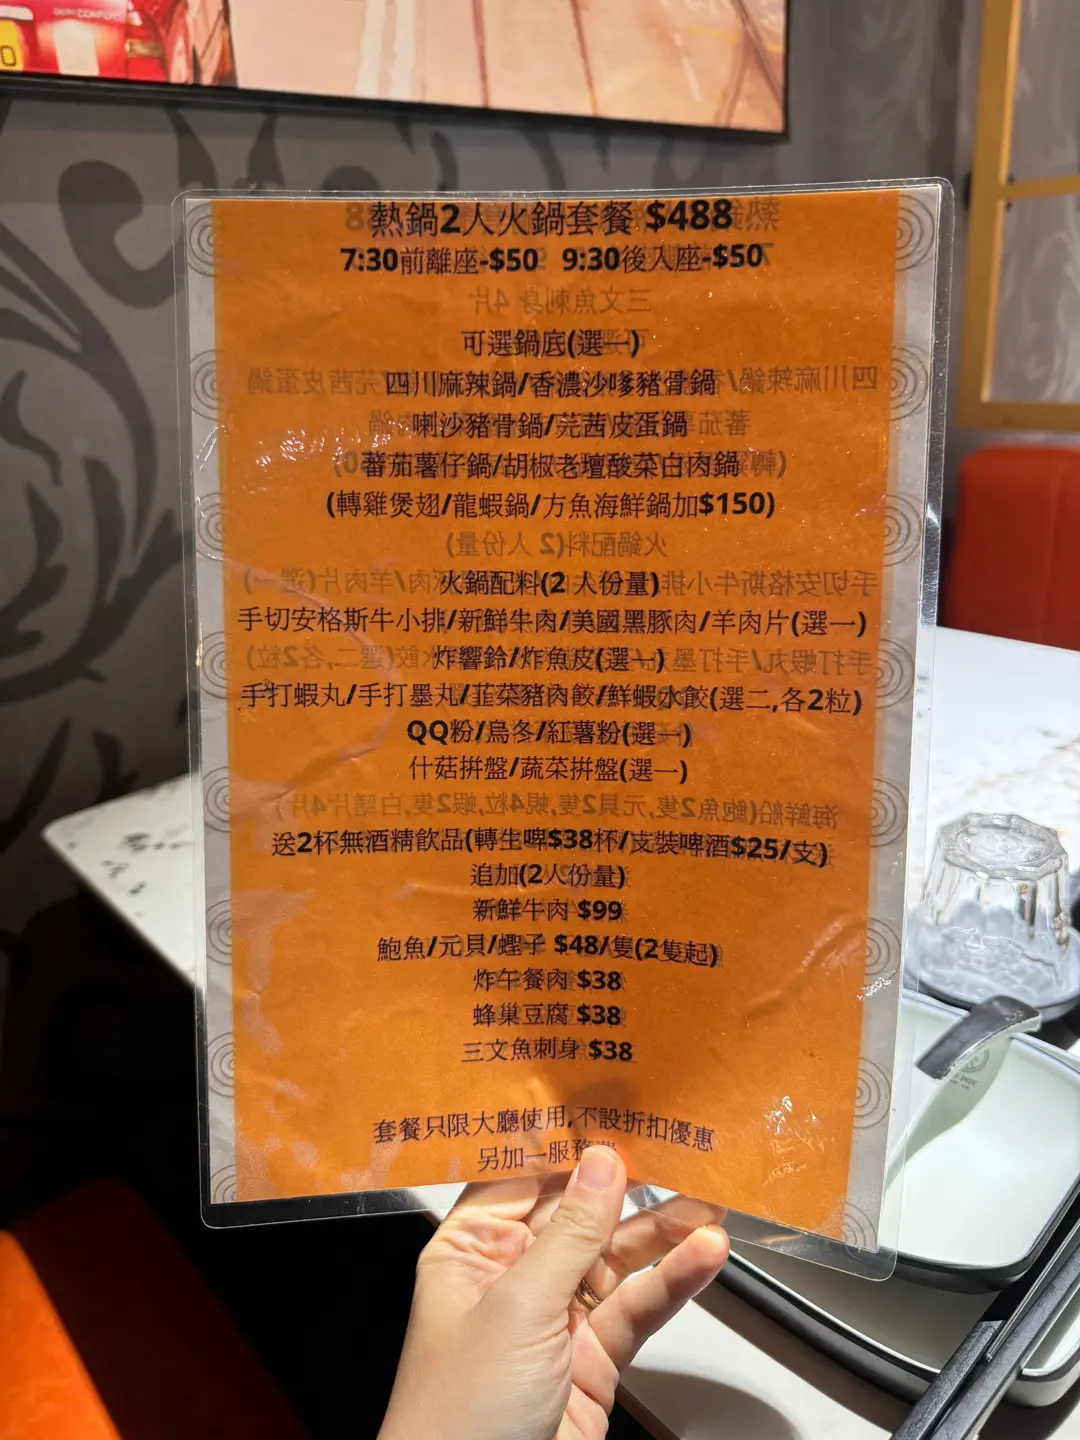 熱鍋2人火鍋套餐 $488
7:30前離座-$50 9:30後入座-$50
可選鍋底(選一)
四川麻辣鍋/香濃沙嗲豬骨鍋
喇沙豬骨鍋/芫茜皮蛋鍋
蕃茄薯仔鍋/胡椒老壇酸菜白肉鍋
(轉雞煲翅/龍蝦鍋/方魚海鮮鍋加$150)
火鍋配料(2 人份量)
手切安格斯牛小排/新鮮牛肉/美國黑豚肉/羊肉片(選一)
炸響鈴/炸魚皮(選一)
手打蝦丸/手打墨丸/韮菜豬肉餃/鮮蝦水餃(選二,各2粒)
QQ粉/烏冬/紅薯粉(選一)
什菇拼盤/蔬菜拼盤(選一)
送2杯無酒精飲品(轉生啤$38杯/支裝啤酒$25/支)
追加(2人份量)
新鮮牛肉 $99
鮑魚/元貝/蟶子 $48/隻(2隻起)
炸午餐肉 $38
蜂巢豆腐 $38
三文魚刺身 $38
套餐只限大廳使用,不設折扣優惠
另加一服務